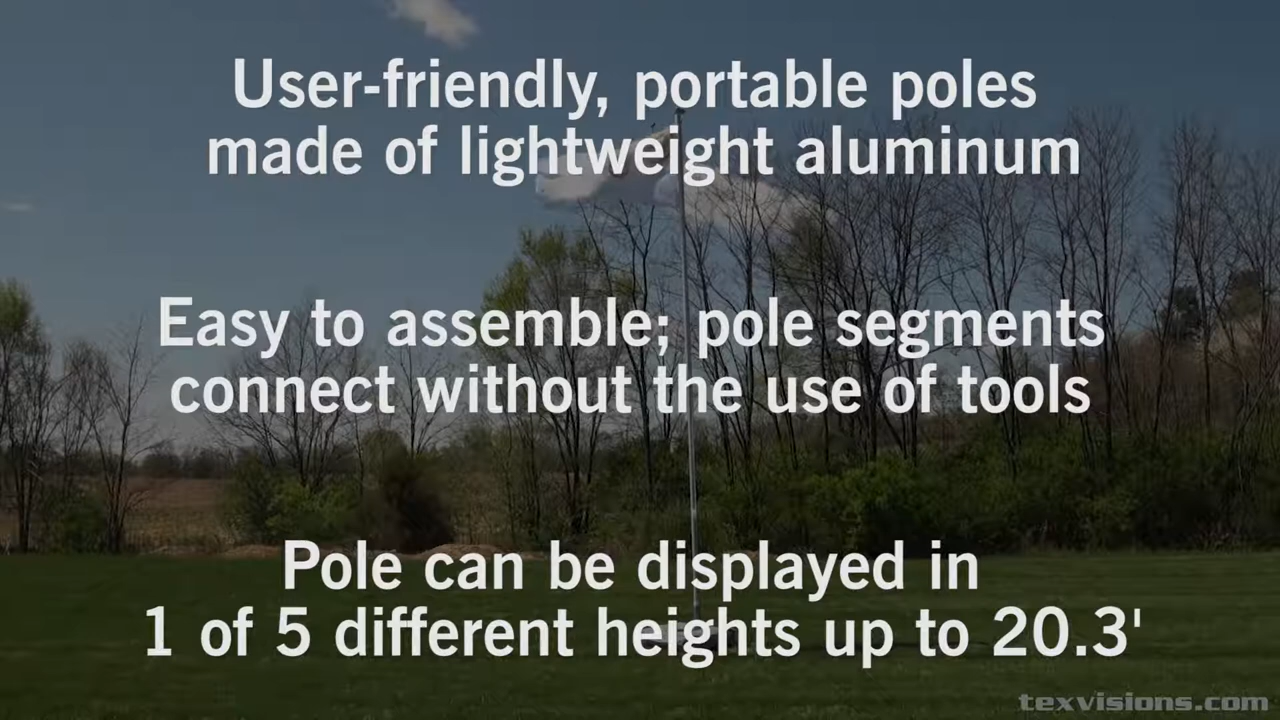 User-friendly, portable poles
made of lightweight aluminum
Easy to assemble; pole segments
connect without the use of tools
Pole can be displayed in
1 of 5 different heights up to 20.3'
texvisions.com